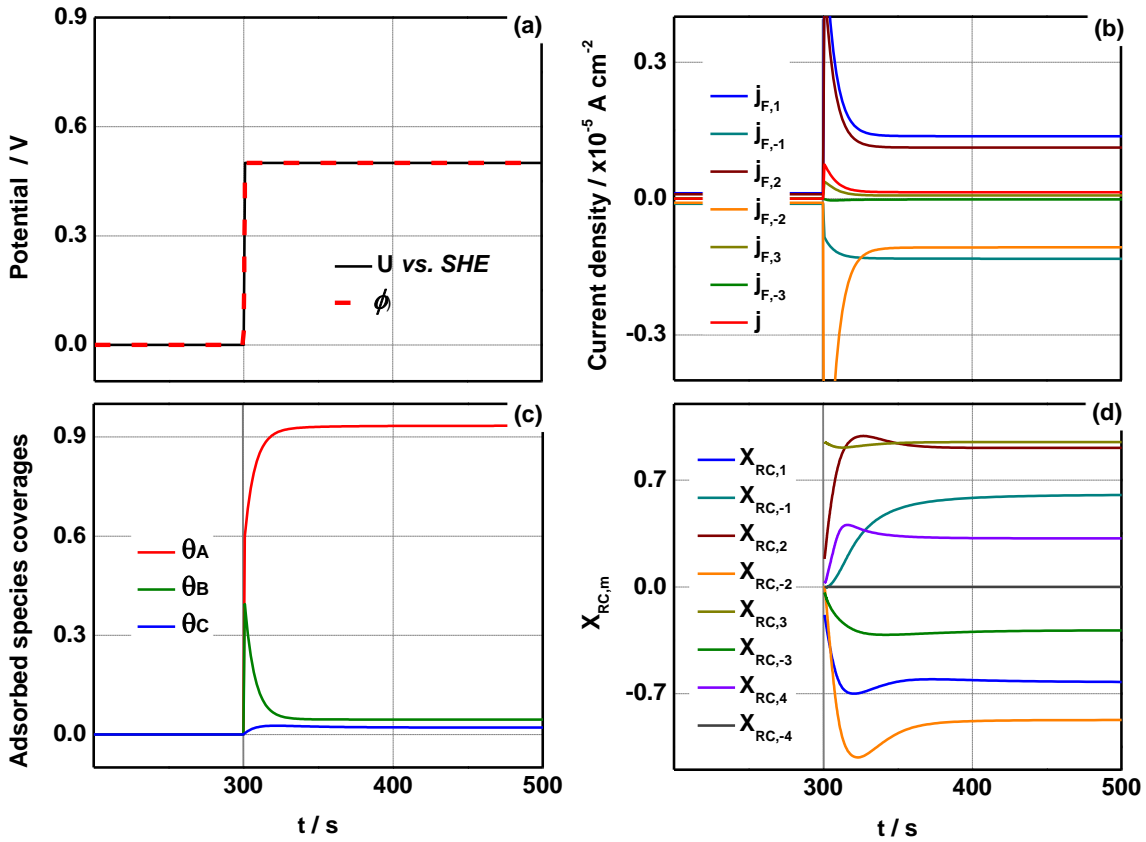 (a)
Potential / V
0.9
0.6
0.3
0.0
U vs. SHE
ϕ
(b)
Current density / x10⁻⁵ A cm⁻²
0.3
0.0
-0.3
j_F,1
j_F,-1
j_F,2
j_F,-2
j_F,3
j_F,-3
j
(c)
Adsorbed species coverages
0.9
0.6
0.3
0.0
θA
θB
θC
300 400 500
t / s
(d)
X_RC,m
0.7
0.0
-0.7
X_RC,1
X_RC,-1
X_RC,2
X_RC,-2
X_RC,3
X_RC,-3
X_RC,4
X_RC,-4
300 400 500
t / s